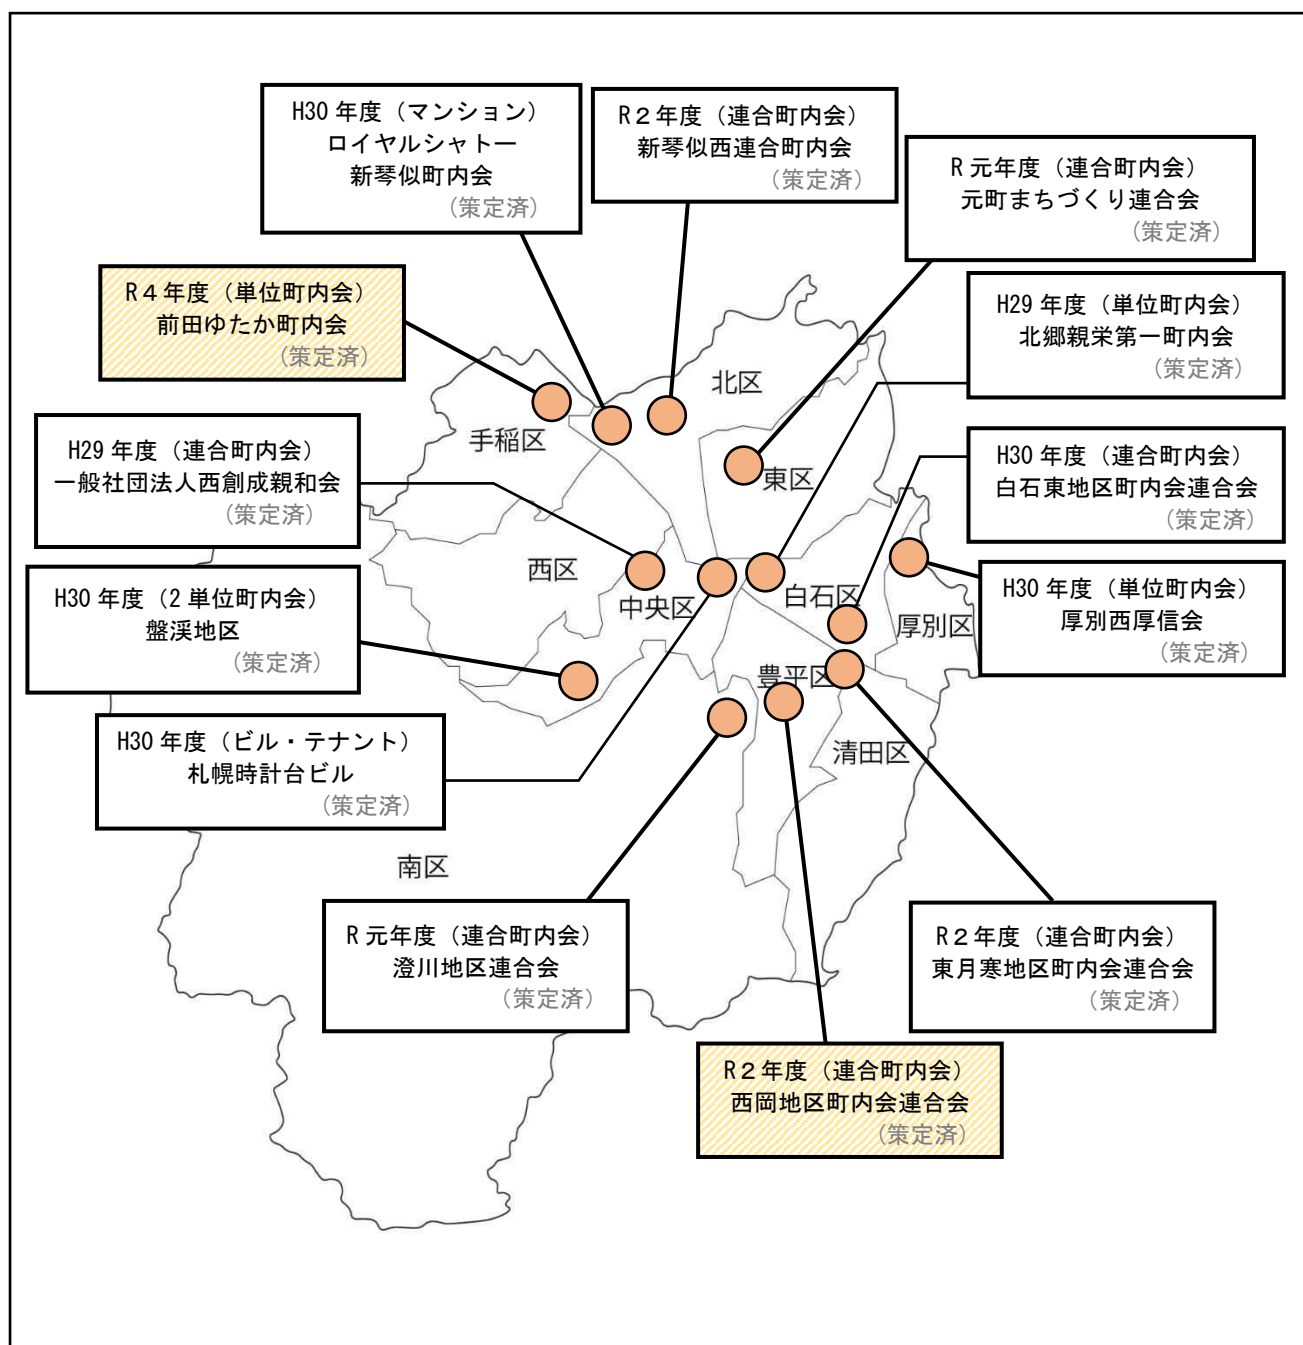 H30 年度（マンション）
ロイヤルシャトー
新琴似町内会
（策定済）
R２年度（連合町内会）
新琴似西連合町内会
（策定済）
R 元年度（連合町内会）
元町まちづくり連合会
（策定済）
R４年度（単位町内会）
前田ゆたか町内会
（策定済）
H29 年度（単位町内会）
北郷親栄第一町内会
（策定済）
H29 年度（連合町内会）
一般社団法人西創成親和会
（策定済）
H30 年度（連合町内会）
白石東地区町内会連合会
（策定済）
H30 年度（2 単位町内会）
盤渓地区
（策定済）
H30 年度（単位町内会）
厚別西厚信会
（策定済）
H30 年度（ビル・テナント）
札幌時計台ビル
（策定済）
R 元年度（連合町内会）
澄川地区連合会
（策定済）
R２年度（連合町内会）
東月寒地区町内会連合会
（策定済）
R２年度（連合町内会）
西岡地区町内会連合会
（策定済）
北区
手稲区
東区
西区
中央区
白石区
厚別区
豊平区
清田区
南区